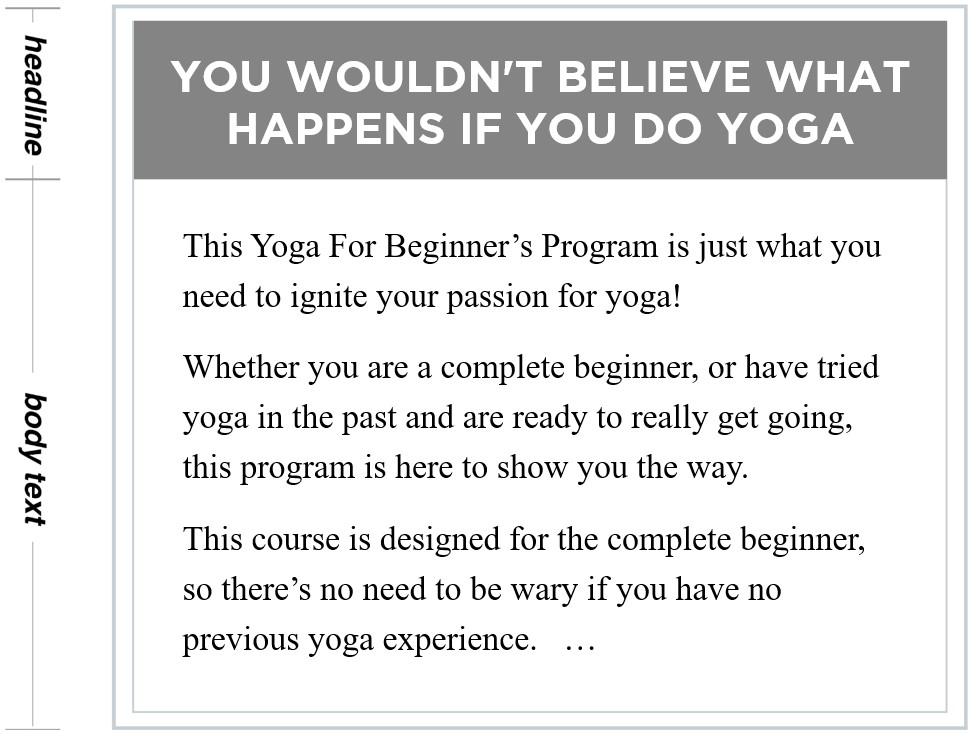 headline
YOU WOULDN'T BELIEVE WHAT
HAPPENS IF YOU DO YOGA
body text
This Yoga For Beginner’s Program is just what you
need to ignite your passion for yoga!
Whether you are a complete beginner, or have tried
yoga in the past and are ready to really get going,
this program is here to show you the way.
This course is designed for the complete beginner,
so there’s no need to be wary if you have no
previous yoga experience. …